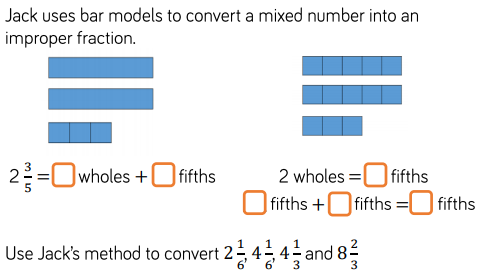 Jack uses bar models to convert a mixed number into an
improper fraction.
2 3/5 = □ wholes + □ fifths
2 wholes = □ fifths
□ fifths + □ fifths = □ fifths
Use Jack's method to convert 2 1/6, 4 1/6, 4 1/3 and 8 2/3